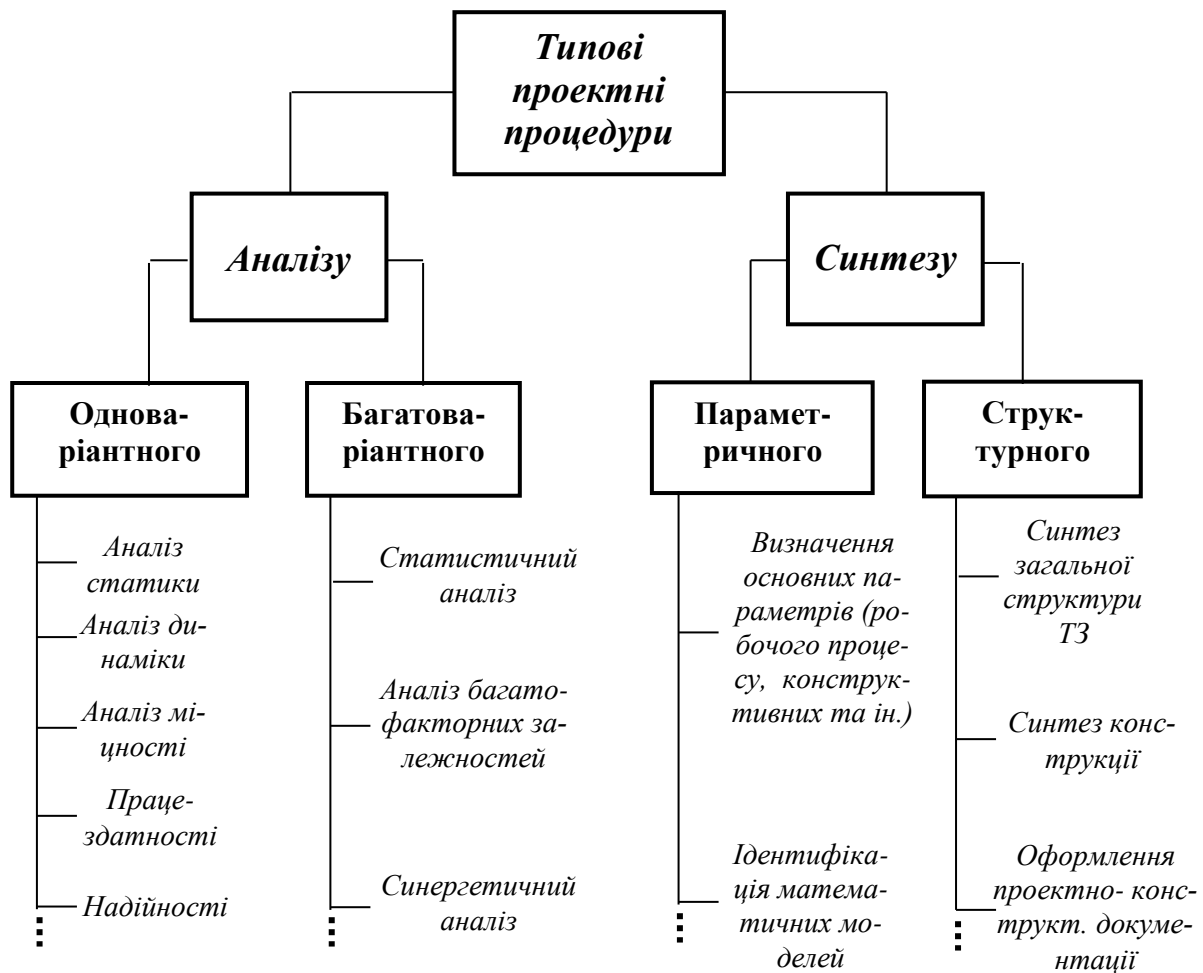 Типові
проектні
процедури
Аналізу
Синтезу
Однова-
ріантного
Багатова-
ріантного
Парамет-
ричного
Струк-
турного
Аналіз
статики
Аналіз ди-
наміки
Аналіз мі-
цності
Праце-
здатності
Надійності
Статистичний
аналіз
Аналіз багато-
факторних за-
лежностей
Синергетичний
аналіз
Визначення
основних па-
раметрів (ро-
бочого проце-
су, конструк-
тивних та ін.)
Ідентифіка-
ція матема-
тичних мо-
делей
Синтез
загальної
структури
ТЗ
Синтез конс-
трукції
Оформлення
проектно- конс-
трукт. докуме-
нтації